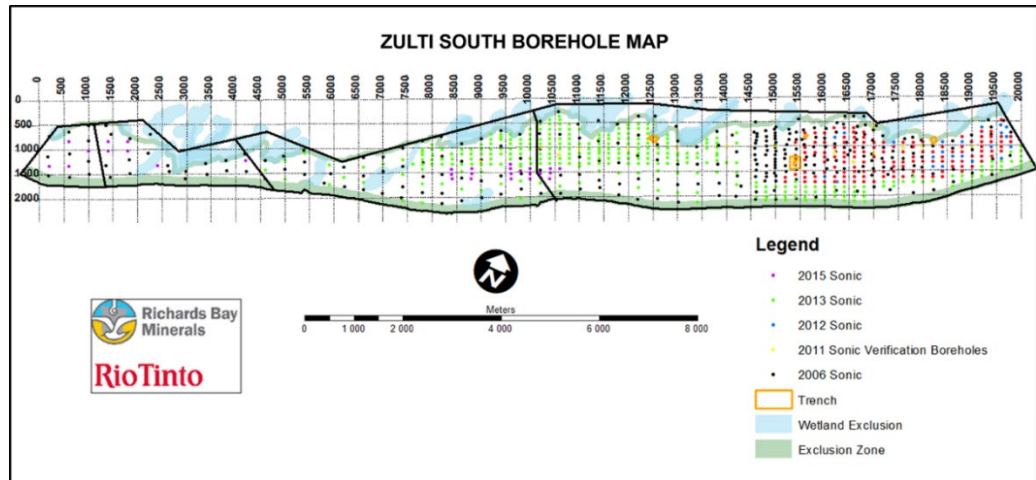 ZULTI SOUTH BOREHOLE MAP
0 500 1000 1500 2000 2500 3000 3500 4000 4500 5000 5500 6000 6500 7000 7500 8000 8500 9000 9500 10000 10500 11000 11500 12000 12500 13000 13500 14000 14500 15000 15500 16000 16500 17000 17500 18000 18500 19000 19500 20000
0
500
1000
1500
2000
N
Meters
0 1 000 2 000 4 000 6 000 8 000
Richards Bay
Minerals
RioTinto
Legend
2015 Sonic
2013 Sonic
2012 Sonic
2011 Sonic Verification Boreholes
2006 Sonic
Trench
Wetland Exclusion
Exclusion Zone